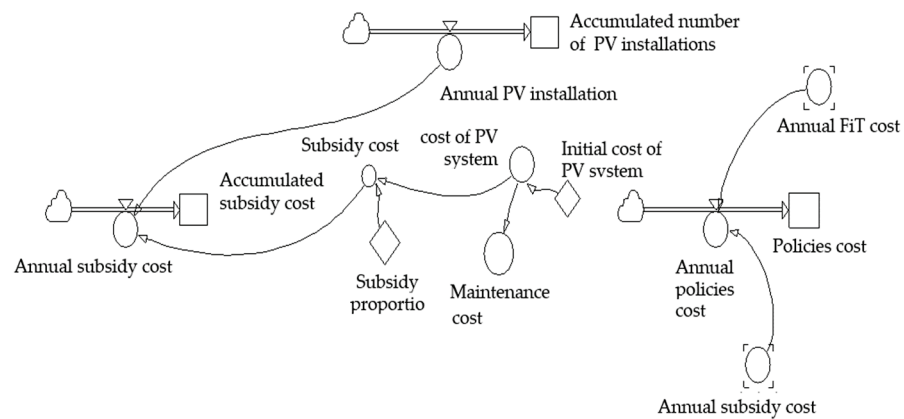 Accumulated number
of PV installations
Annual PV installation
Annual FiT cost
Subsidy cost
cost of PV
system
Initial cost of
PV system
Accumulated
subsidy cost
Annual subsidy cost
Subsidy
proportio
Maintenance
cost
Annual
policies
cost
Policies cost
Annual subsidy cost